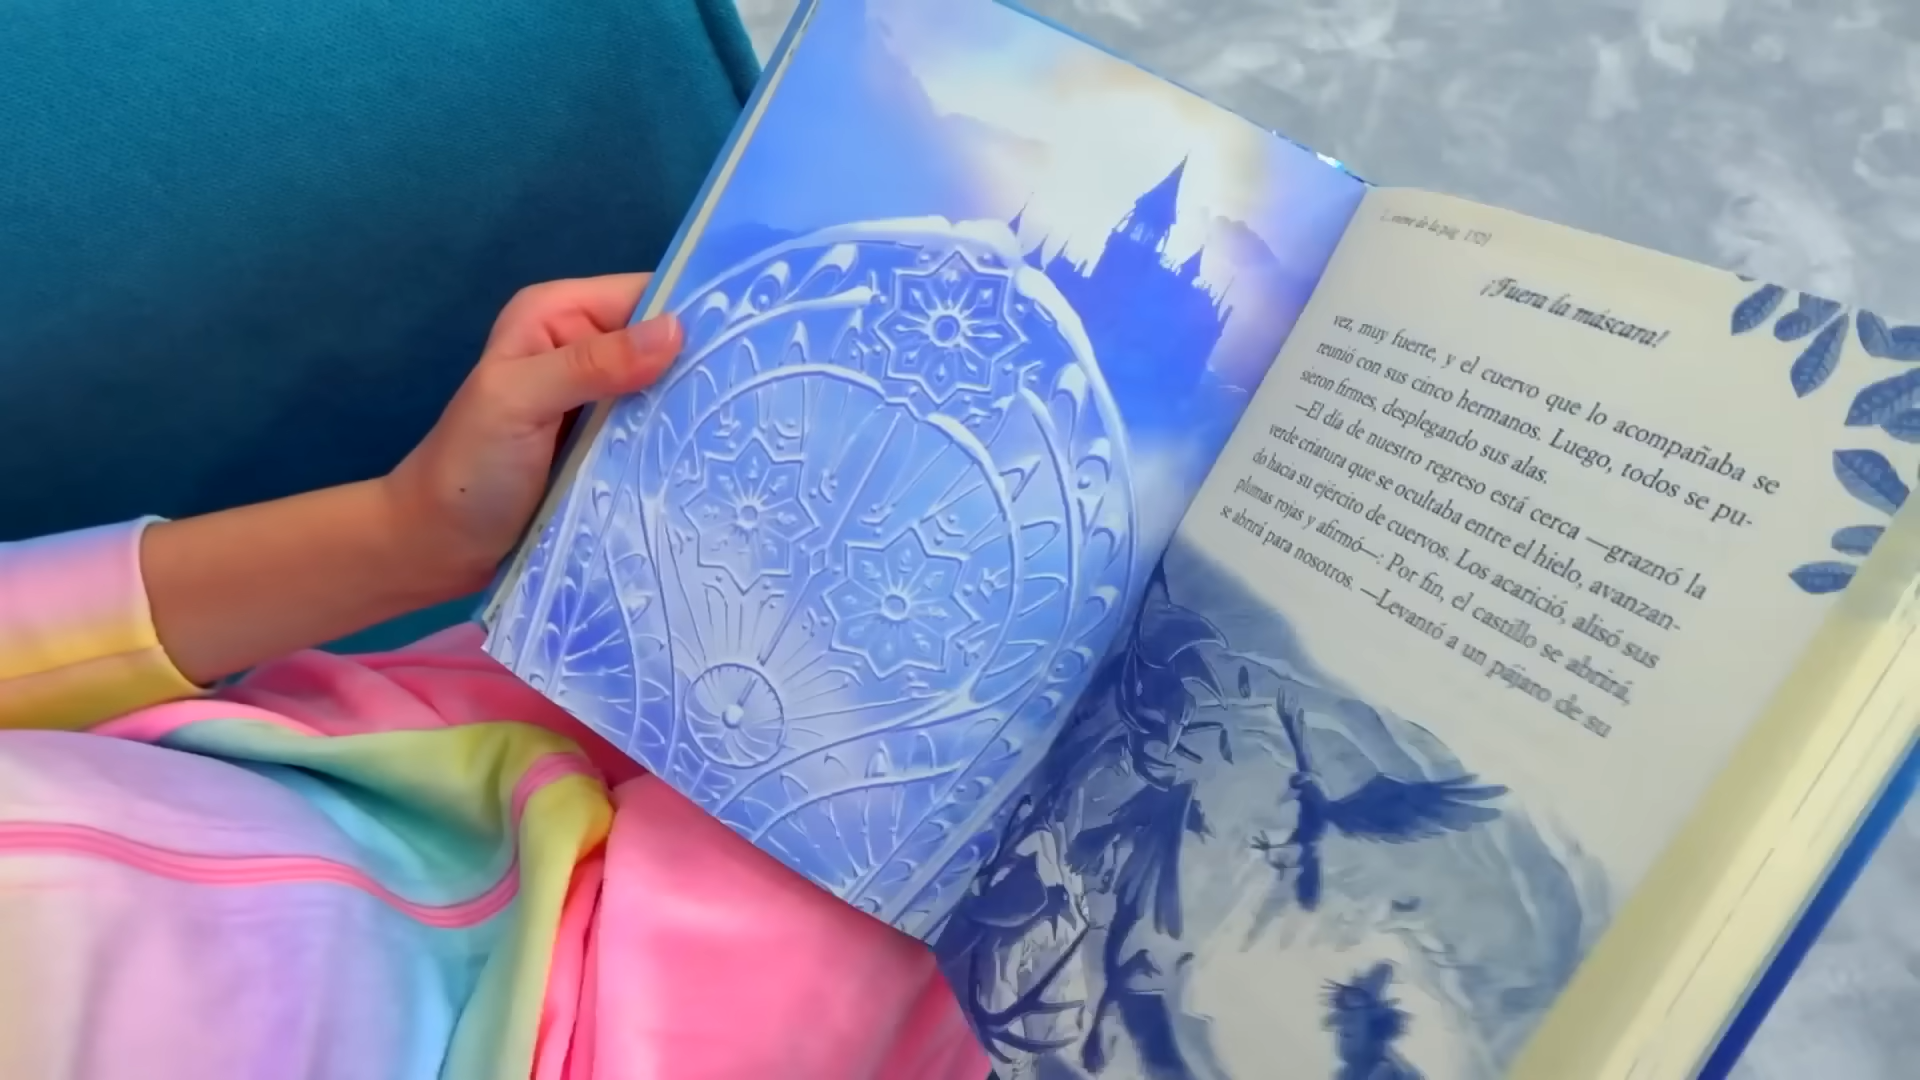 ¡Fuera la máscara!
vez, muy fuerte, y el cuervo que lo acompañaba se
reunió con sus cinco hermanos. Luego, todos se pu-
sieron firmes, desplegando sus alas.
—El día de nuestro regreso está cerca —graznó la
verde criatura que se ocultaba entre el hielo, avanzan-
do hacia su ejército de cuervos. Los acarició, alisó sus
plumas rojas y afirmó—: Por fin, el castillo se abrirá,
se abrirá para nosotros. —Levantó a un pájaro de su